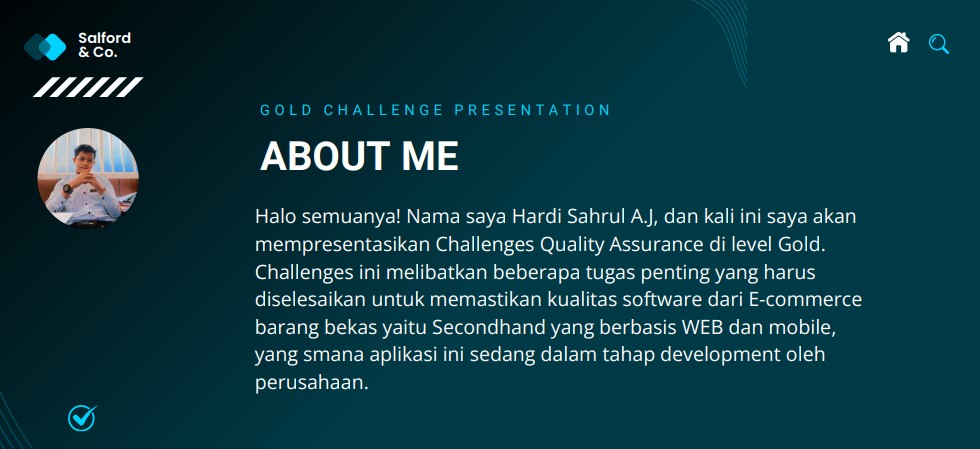 Salford
& Co.
GOLD CHALLENGE PRESENTATION
ABOUT ME
Halo semuanya! Nama saya Hardi Sahrul A.J, dan kali ini saya akan
mempresentasikan Challenges Quality Assurance di level Gold.
Challenges ini melibatkan beberapa tugas penting yang harus
diselesaikan untuk memastikan kualitas software dari E-commerce
barang bekas yaitu Secondhand yang berbasis WEB dan mobile,
yang smana aplikasi ini sedang dalam tahap development oleh
perusahaan.